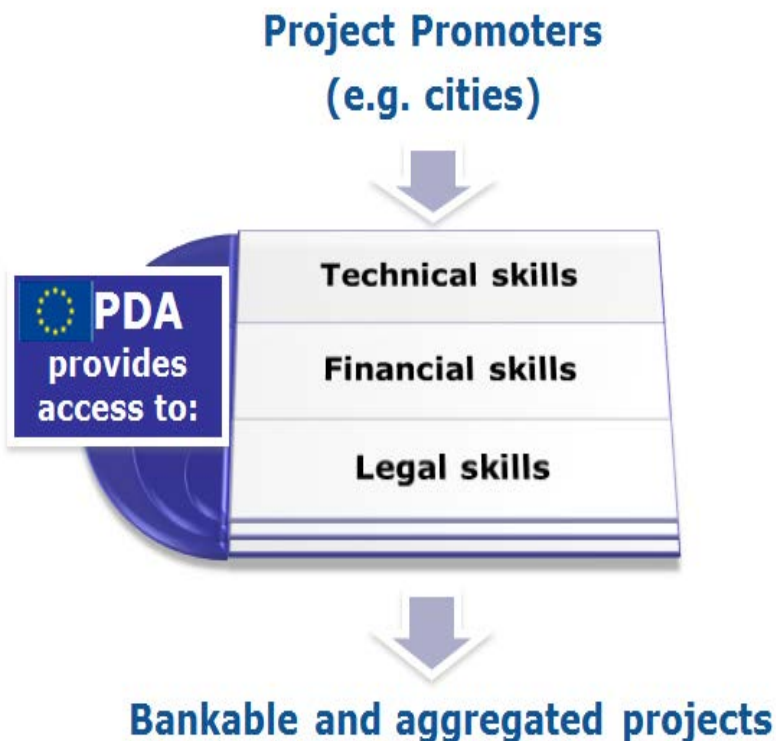 Project Promoters
(e.g. cities)
PDA
provides
access to:
Technical skills
Financial skills
Legal skills
Bankable and aggregated projects